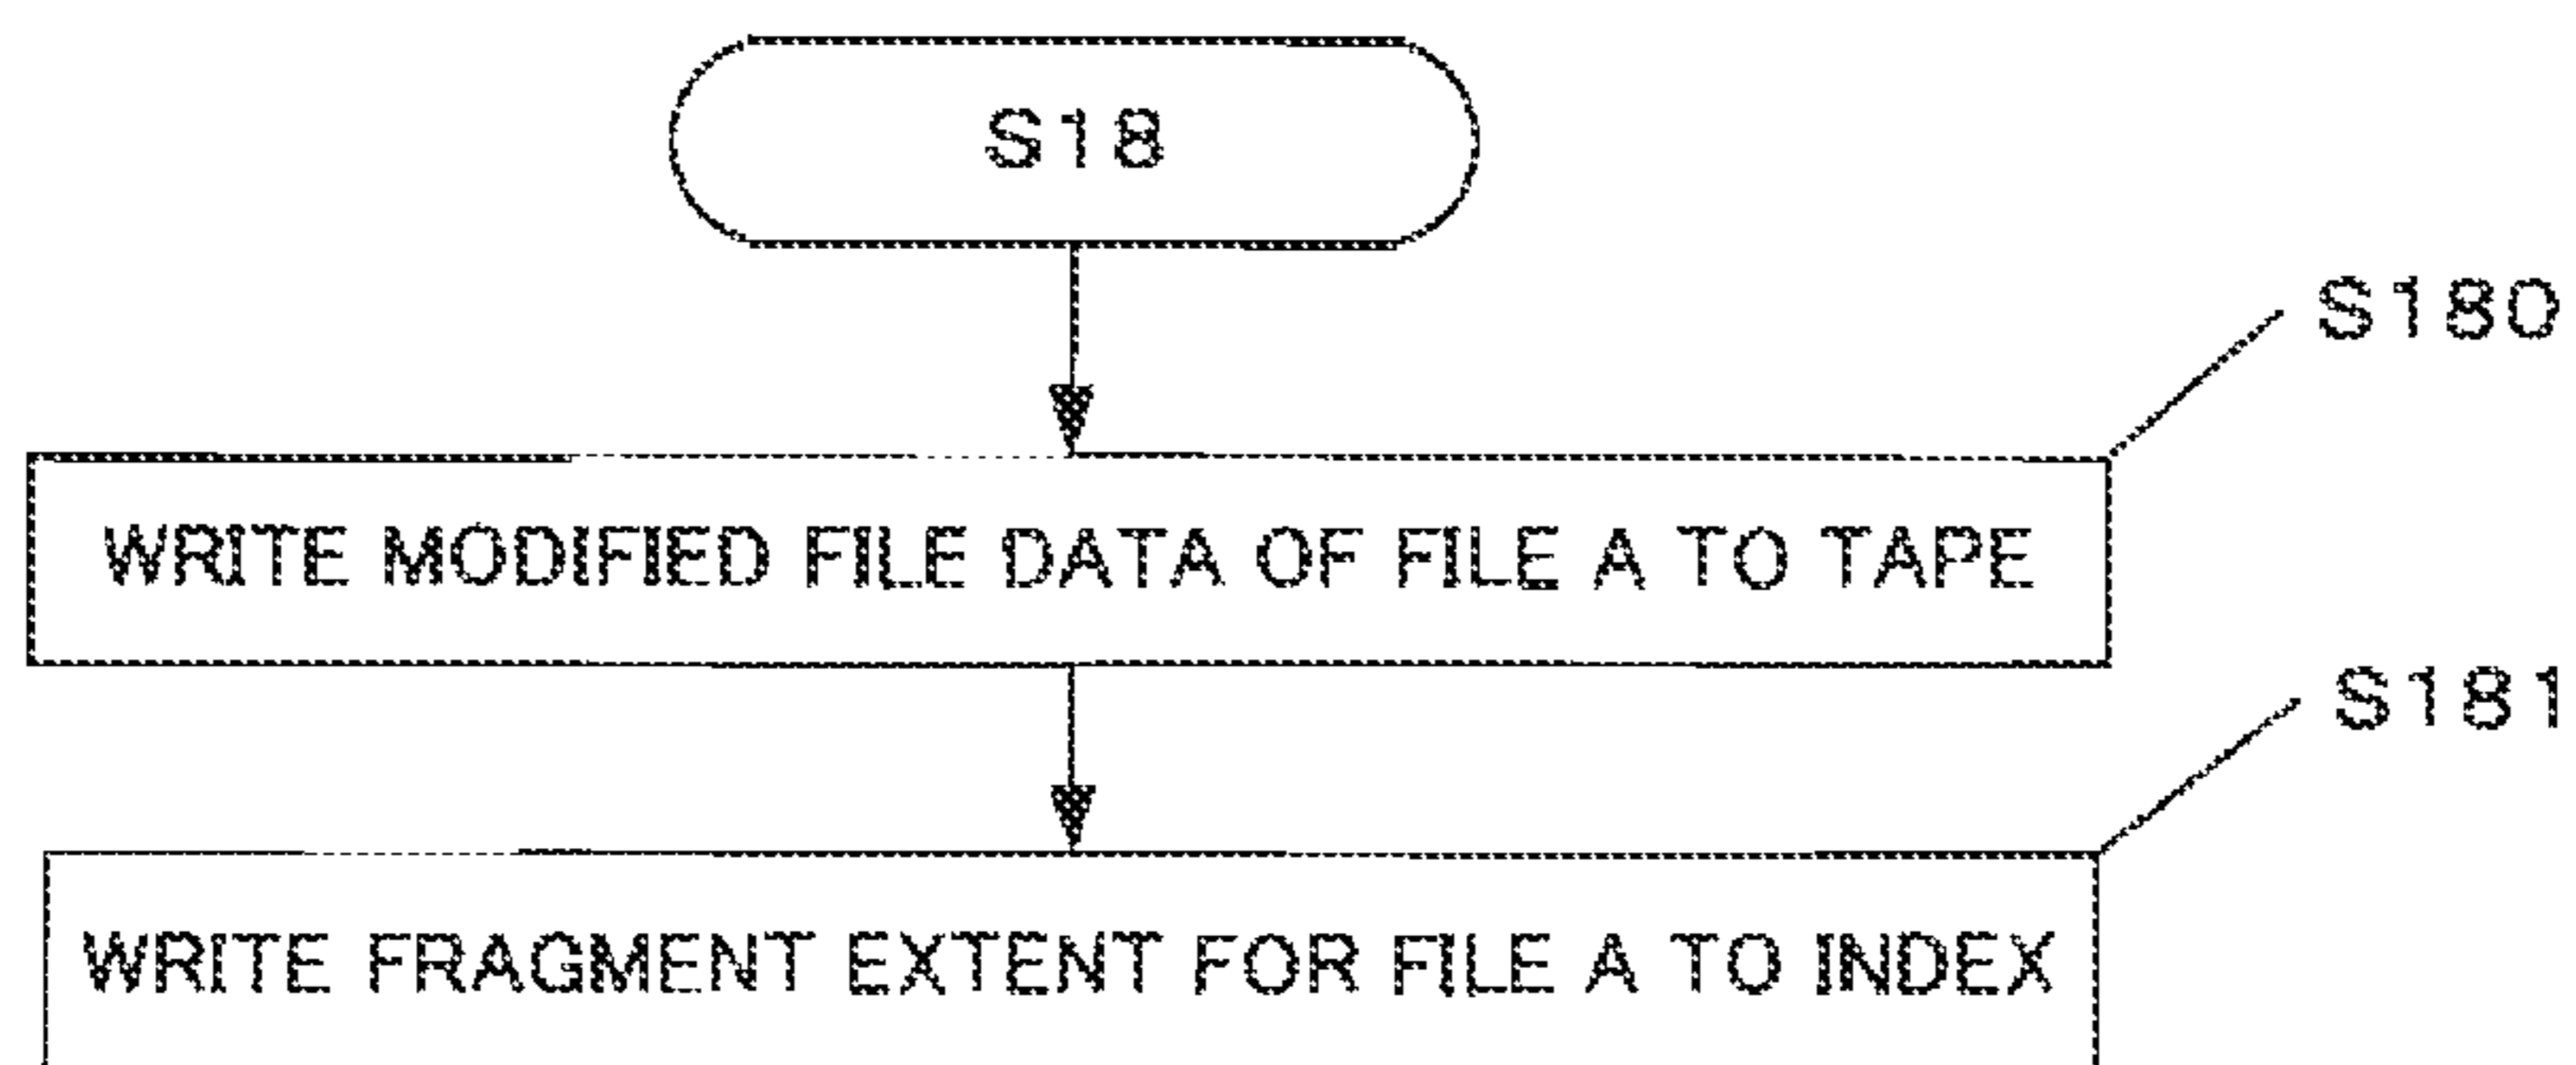 S18
S180
WRITE MODIFIED FILE DATA OF FILE A TO TAPE
S181
WRITE FRAGMENT EXTENT FOR FILE A TO INDEX